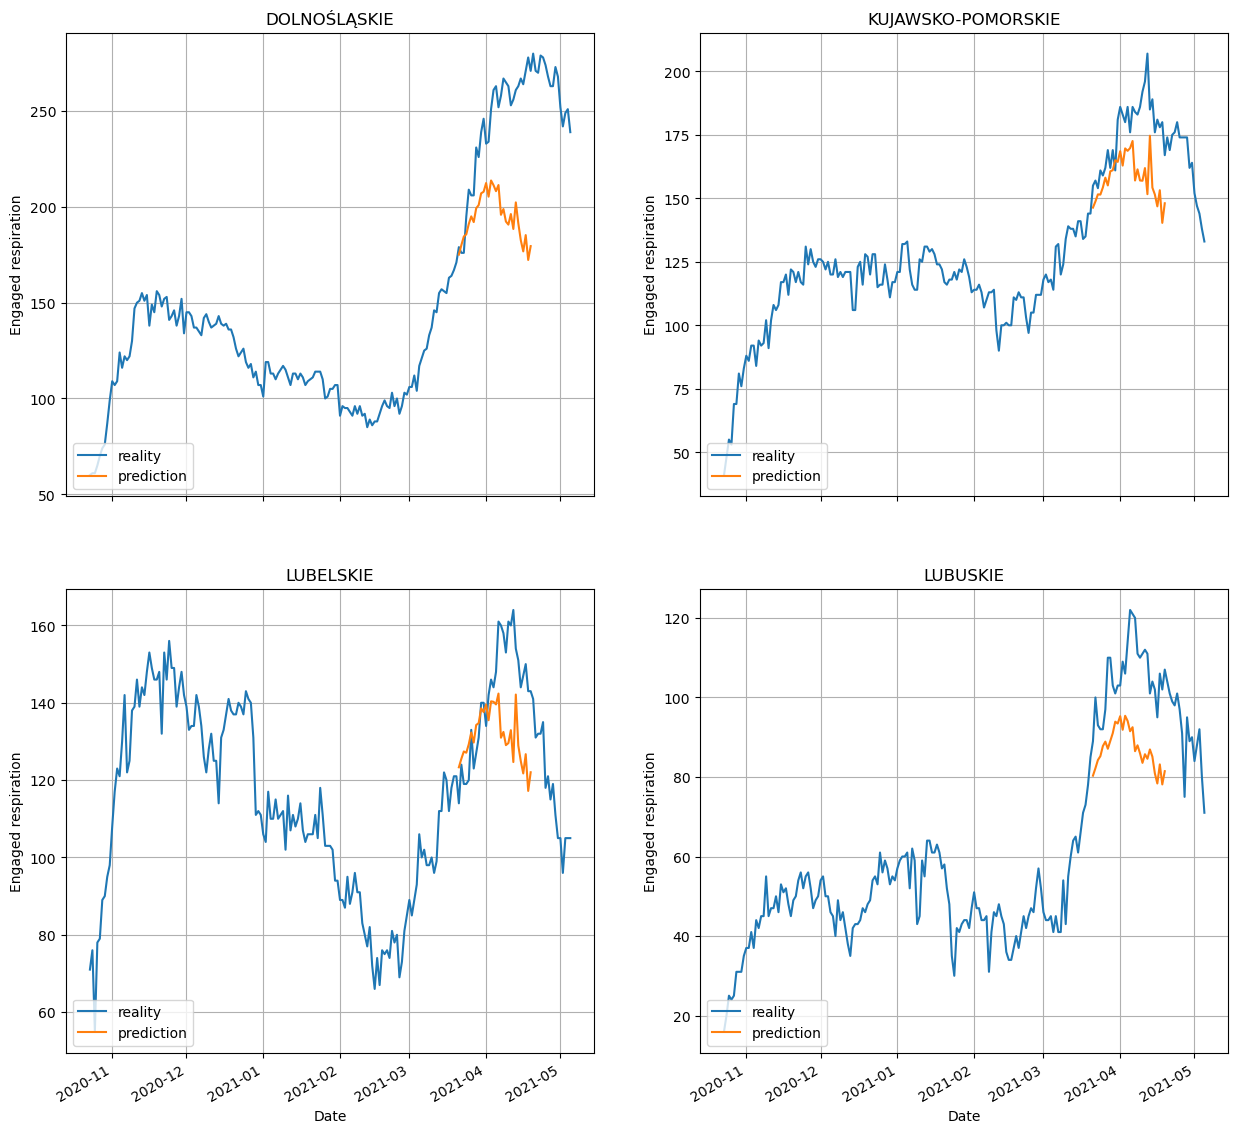 DOLNOŚLĄSKIE
Engaged respiration
250
200
150
100
50
reality
prediction
KUJAWSKO-POMORSKIE
Engaged respiration
200
175
150
125
100
75
50
reality
prediction
LUBELSKIE
Engaged respiration
160
140
120
100
80
60
reality
prediction
2020-11
2020-12
2021-01
2021-02
2021-03
2021-04
2021-05
Date
LUBUSKIE
Engaged respiration
120
100
80
60
40
20
reality
prediction
2020-11
2020-12
2021-01
2021-02
2021-03
2021-04
2021-05
Date